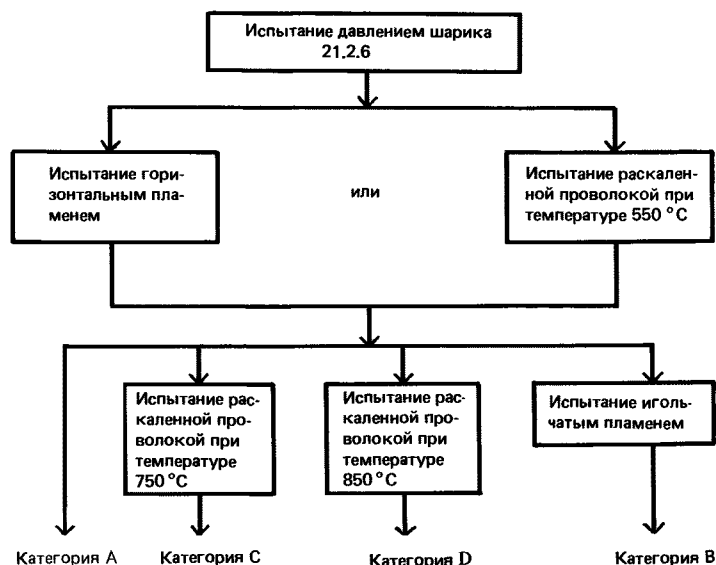 Испытание давлением шарика
21.2.6
Испытание гори-
зонтальным пла-
менем
или
Испытание раскален-
ной проволокой при
температуре 550 °С
Испытание рас-
каленной про-
волокой при
температуре
750 °С
Испытание рас-
каленной про-
волокой при
температуре
850 °С
Испытание иголь-
чатым пламенем
Категория А
Категория С
Категория D
Категория В